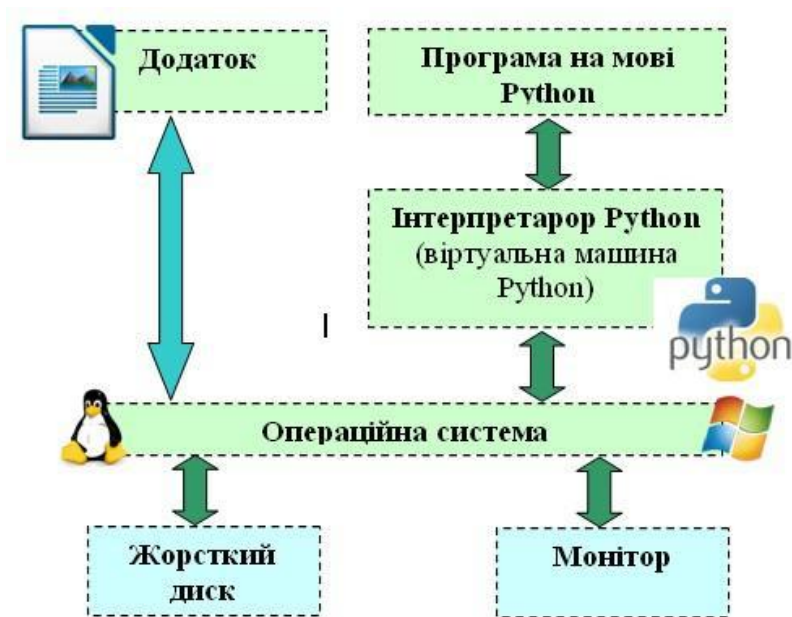 Додаток
Програма на мові
Python
Інтерпретарор Python
(віртуальна машина
Python)
python
Операційна система
Жорсткий
диск
Монітор